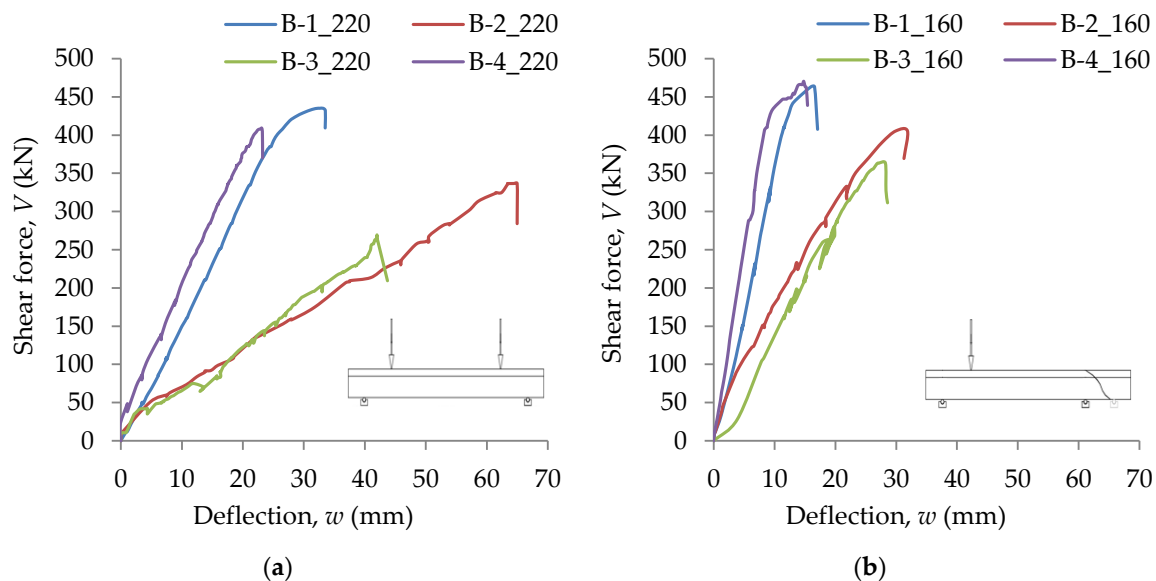 B-1_220 B-2_220
B-3_220 B-4_220
500
450
400
350
300
250
200
150
100
50
0
Shear force, V (kN)
0 10 20 30 40 50 60 70
Deflection, w (mm)
(a)
B-1_160 B-2_160
B-3_160 B-4_160
500
450
400
350
300
250
200
150
100
50
0
Shear force, V (kN)
0 10 20 30 40 50 60 70
Deflection, w (mm)
(b)